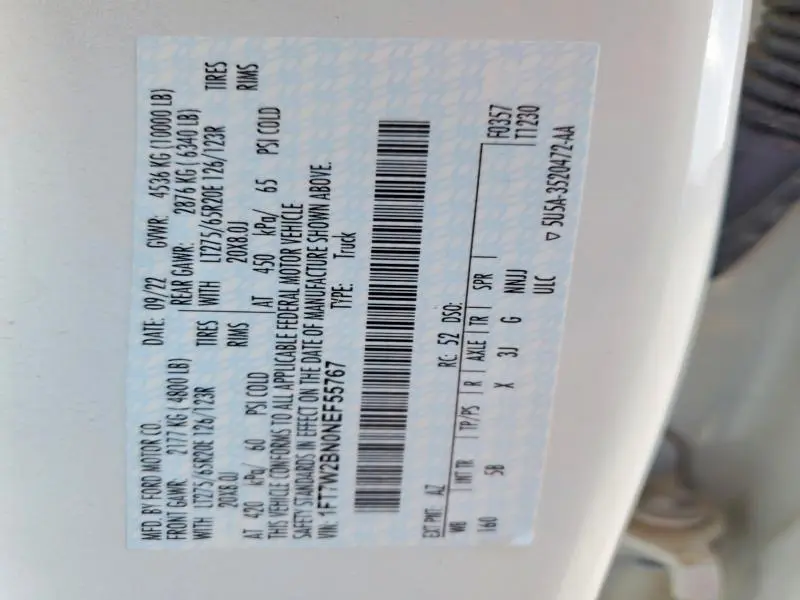 MFD. BY FORD MOTOR CO. DATE: 09/22 GVWR: 4536 KG (10000 LB)
FRONT GAWR: 2177 KG (4800 LB) REAR GAWR: 2876 KG (6340 LB)
WITH LT275/65R20E 126/123R TIRES WITH LT275/65R20E 126/123R TIRES
20X8.0J RIMS 20X8.0J RIMS
AT 420 kPa/ 60 PSI COLD AT 450 kPa/ 65 PSI COLD
THIS VEHICLE CONFORMS TO ALL APPLICABLE FEDERAL MOTOR VEHICLE
SAFETY STANDARDS IN EFFECT ON THE DATE OF MANUFACTURE SHOWN ABOVE.
VIN: 1FT7W2BN0NEF55767 TYPE: Truck
EXT PNT: AZ RC: 52 DSO: F0357
WB INT TR TP/PS R AXLE TR SPR T1230
160 5B X 3J G NNJJ
ULC
▽ 5U5A-3520472-AA